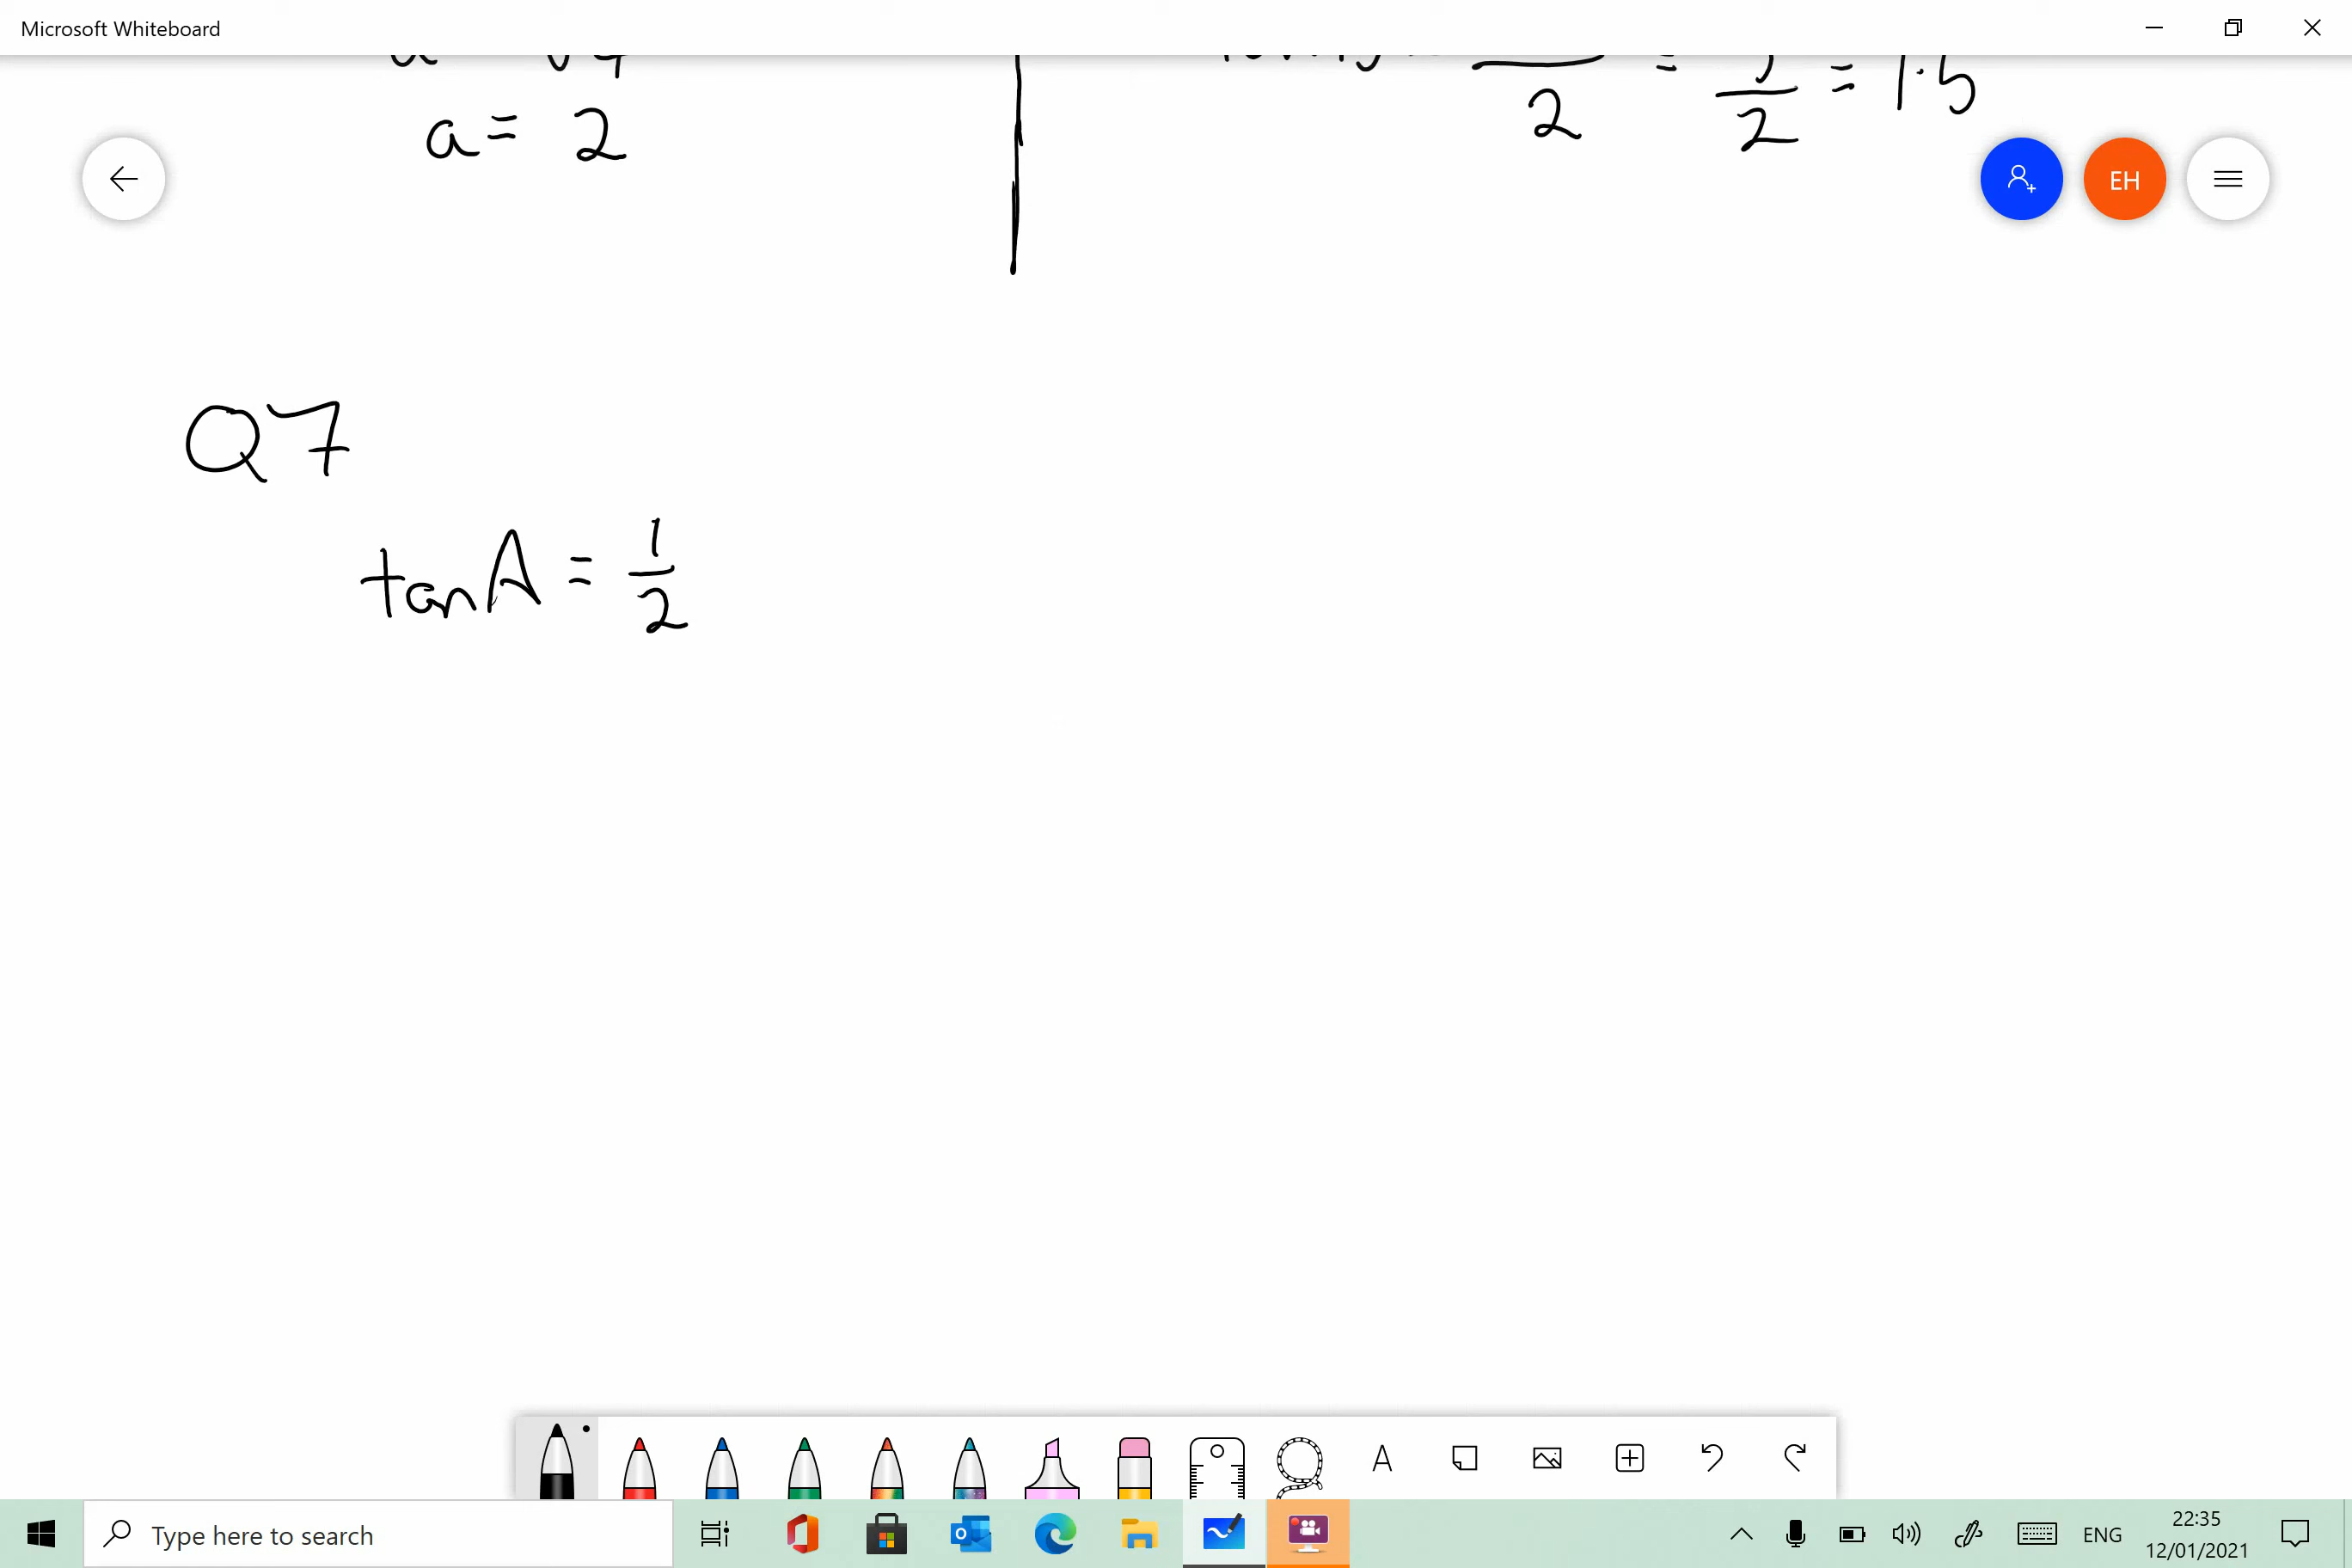 Microsoft Whiteboard
2 = 2 = 1.5
a = 2
EH
Q7
tan A = 1/2
Type here to search
ENG
22:35
12/01/2021